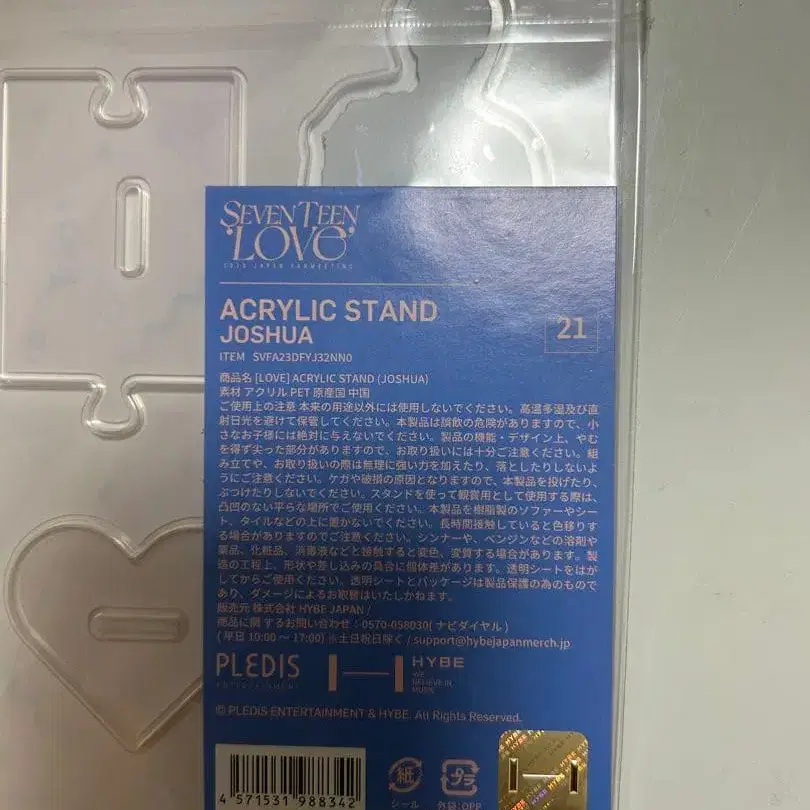 SEVENTEEN
LOVE
2023 JAPAN FANMEETING
ACRYLIC STAND
JOSHUA
21
ITEM SVFA23DFYJ32NN0
商品名 [LOVE] ACRYLIC STAND (JOSHUA)
素材 アクリル PET 原産国 中国
ご使用上の注意 本来の用途以外には使用しないでください。高温多湿及び直
射日光を避けて保管してください。本製品は誤飲の危険がありますので、小
さなお子様には絶対に与えないでください。製品の機能・デザイン上、やむ
を得ず尖った部分がありますので、お取り扱いには十分ご注意ください。組
み立てや、お取り扱いの際は無理に強い力を加えたり、落としたりしないよ
うにご注意ください。ケガや破損の原因となりますので、本製品を投げたり、
ぶつけたりしないでください。スタンドを使って観賞用として使用する際は、
凸凹のない平らな場所でご使用ください。本製品を樹脂製のソファーやシー
ト、タイルなどの上に置かないでください。長時間接触していると色移りす
る場合がありますのでご注意ください。シンナーや、ベンジンなどの溶剤や
薬品、化粧品、消毒液などと接触すると変色、変質する場合があります。製
造の工程上、形状や差し込みの具合に個体差があります。透明シートをはが
してからご使用ください。透明シートとパッケージは製品保護の為のもので
あり、ダメージによるお取替はいたしかねます。
販売元 株式会社 HYBE JAPAN /
商品に関するお問い合わせ・0570-058030( ナビダイヤル )
( 平日 10:00 ～ 17:00) ※土日祝日除く / support@hybejapanmerch.jp
PLEDIS
ENTERTAINMENT
HYBE
WE
BELIEVE IN
MUSIC
© PLEDIS ENTERTAINMENT & HYBE. All Rights Reserved.
4 571531 988342
紙
シール
プラ
外袋:OPP
HYBE